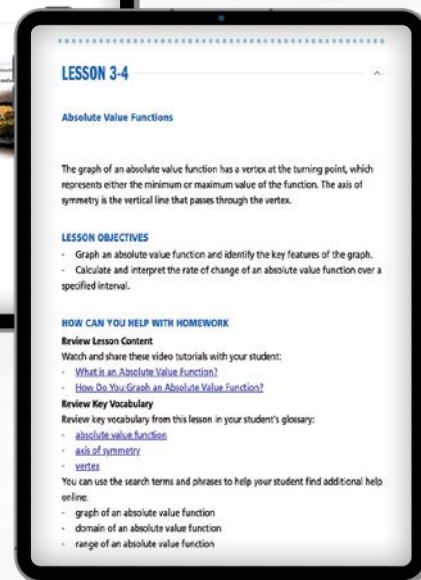 LESSON 3-4
Absolute Value Functions
The graph of an absolute value function has a vertex at the turning point, which
represents either the minimum or maximum value of the function. The axis of
symmetry is the vertical line that passes through the vertex.
LESSON OBJECTIVES
- Graph an absolute value function and identify the key features of the graph.
- Calculate and interpret the rate of change of an absolute value function over a
specified interval.
HOW CAN YOU HELP WITH HOMEWORK
Review Lesson Content
Watch and share these video tutorials with your student:
- What is an Absolute Value Function?
- How Do You Graph an Absolute Value Function?
Review Key Vocabulary
Review key vocabulary from this lesson in your student's glossary:
- absolute value function
- axis of symmetry
- vertex
You can use the search terms and phrases to help your student find additional help
online:
- graph of an absolute value function
- domain of an absolute value function
- range of an absolute value function